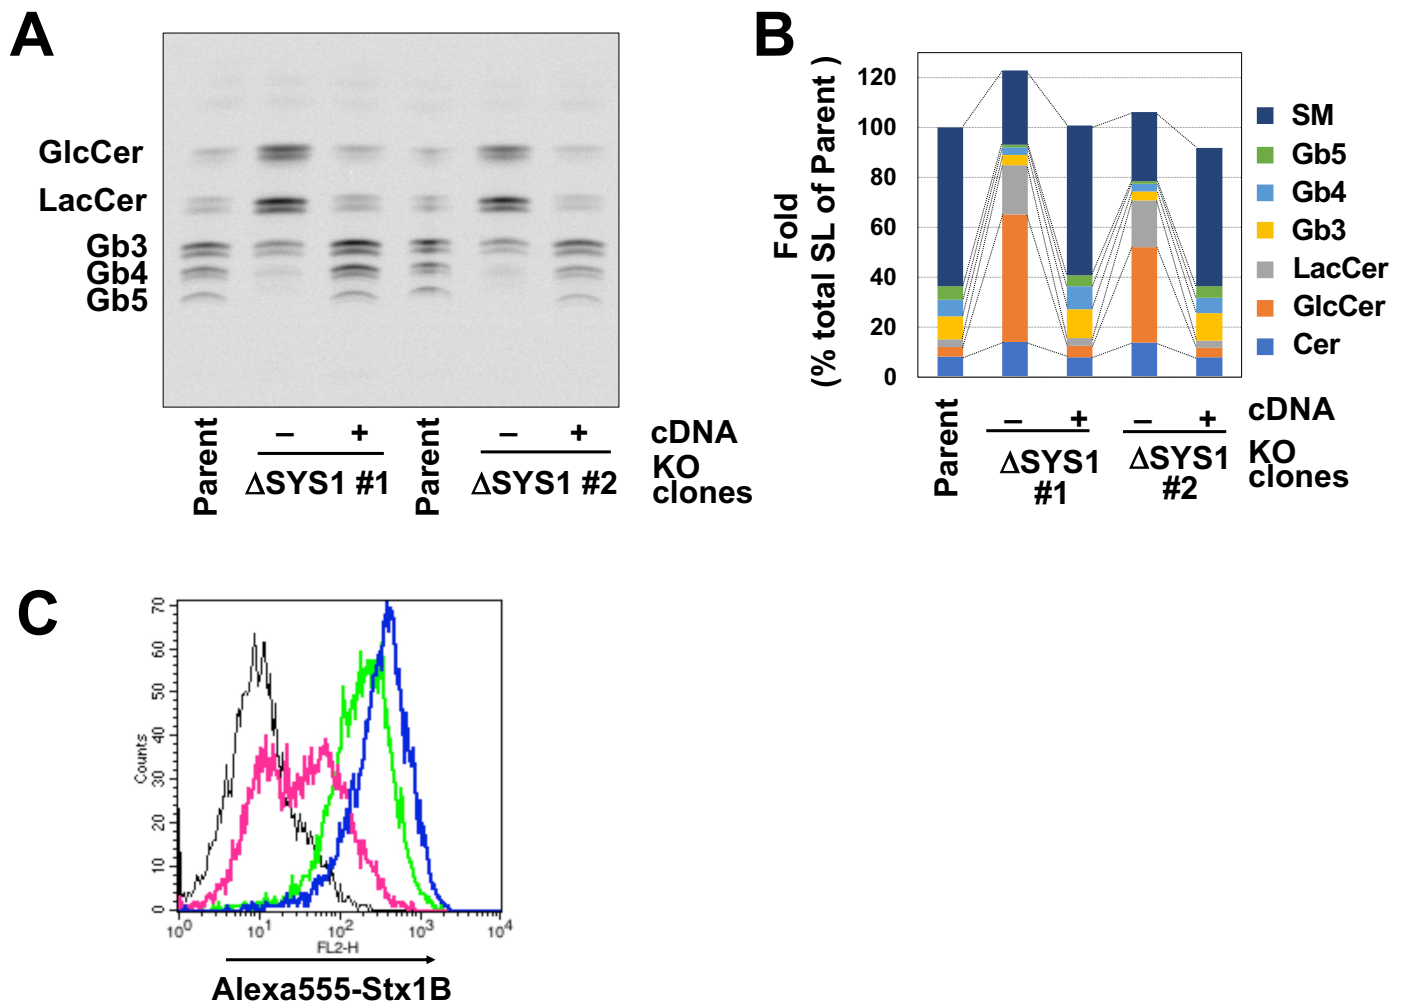 A
GlcCer
LacCer
Gb3
Gb4
Gb5
Parent
– +
ΔSYS1 #1
Parent
– +
ΔSYS1 #2
cDNA
KO
clones
B
Fold
(% total SL of Parent )
120
100
80
60
40
20
0
SM
Gb5
Gb4
Gb3
LacCer
GlcCer
Cer
Parent
– +
ΔSYS1
#1
– +
ΔSYS1
#2
cDNA
KO
clones
C
Counts
70
60
50
40
30
20
10
0
10⁰ 10¹ 10² 10³ 10⁴
FL2-H
Alexa555-Stx1B